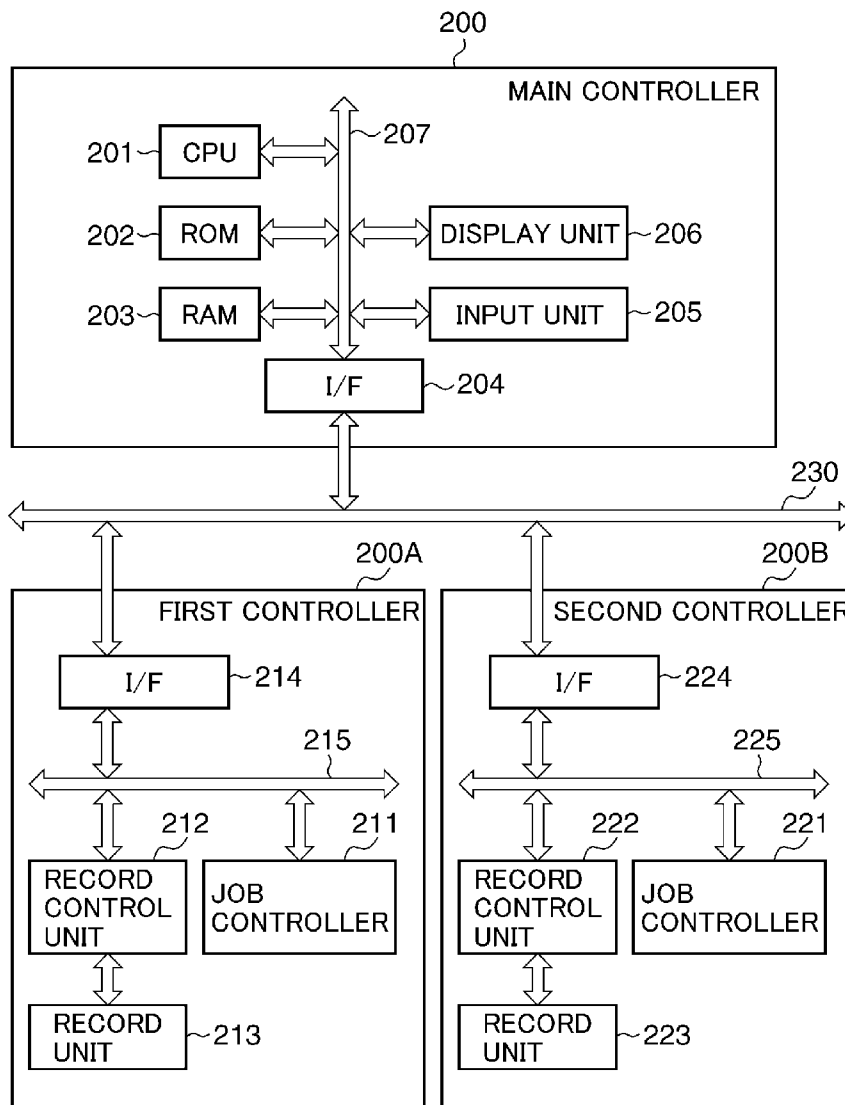 200
MAIN CONTROLLER
207
201
CPU
202
ROM
DISPLAY UNIT
206
203
RAM
INPUT UNIT
205
I/F
204
230
200A
200B
FIRST CONTROLLER
SECOND CONTROLLER
I/F
214
I/F
224
215
225
212
211
222
221
RECORD
CONTROL
UNIT
JOB
CONTROLLER
RECORD
CONTROL
UNIT
JOB
CONTROLLER
RECORD
UNIT
213
RECORD
UNIT
223